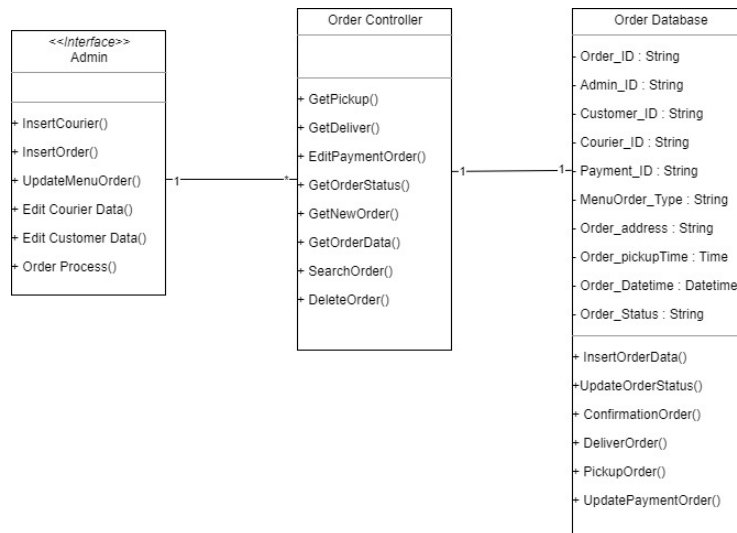 <<Interface>>
Admin
+ InsertCourier()
+ InsertOrder()
+ UpdateMenuOrder()
+ Edit Courier Data()
+ Edit Customer Data()
+ Order Process()
1
*
Order Controller
+ GetPickup()
+ GetDeliver()
+ EditPaymentOrder()
+ GetOrderStatus()
+ GetNewOrder()
+ GetOrderData()
+ SearchOrder()
+ DeleteOrder()
1
1
Order Database
- Order_ID : String
- Admin_ID : String
- Customer_ID : String
- Courier_ID : String
- Payment_ID : String
- MenuOrder_Type : String
- Order_address : String
- Order_pickupTime : Time
- Order_Datetime : Datetime
- Order_Status : String
+ InsertOrderData()
+UpdateOrderStatus()
+ ConfirmationOrder()
+ DeliverOrder()
+ PickupOrder()
+ UpdatePaymentOrder()